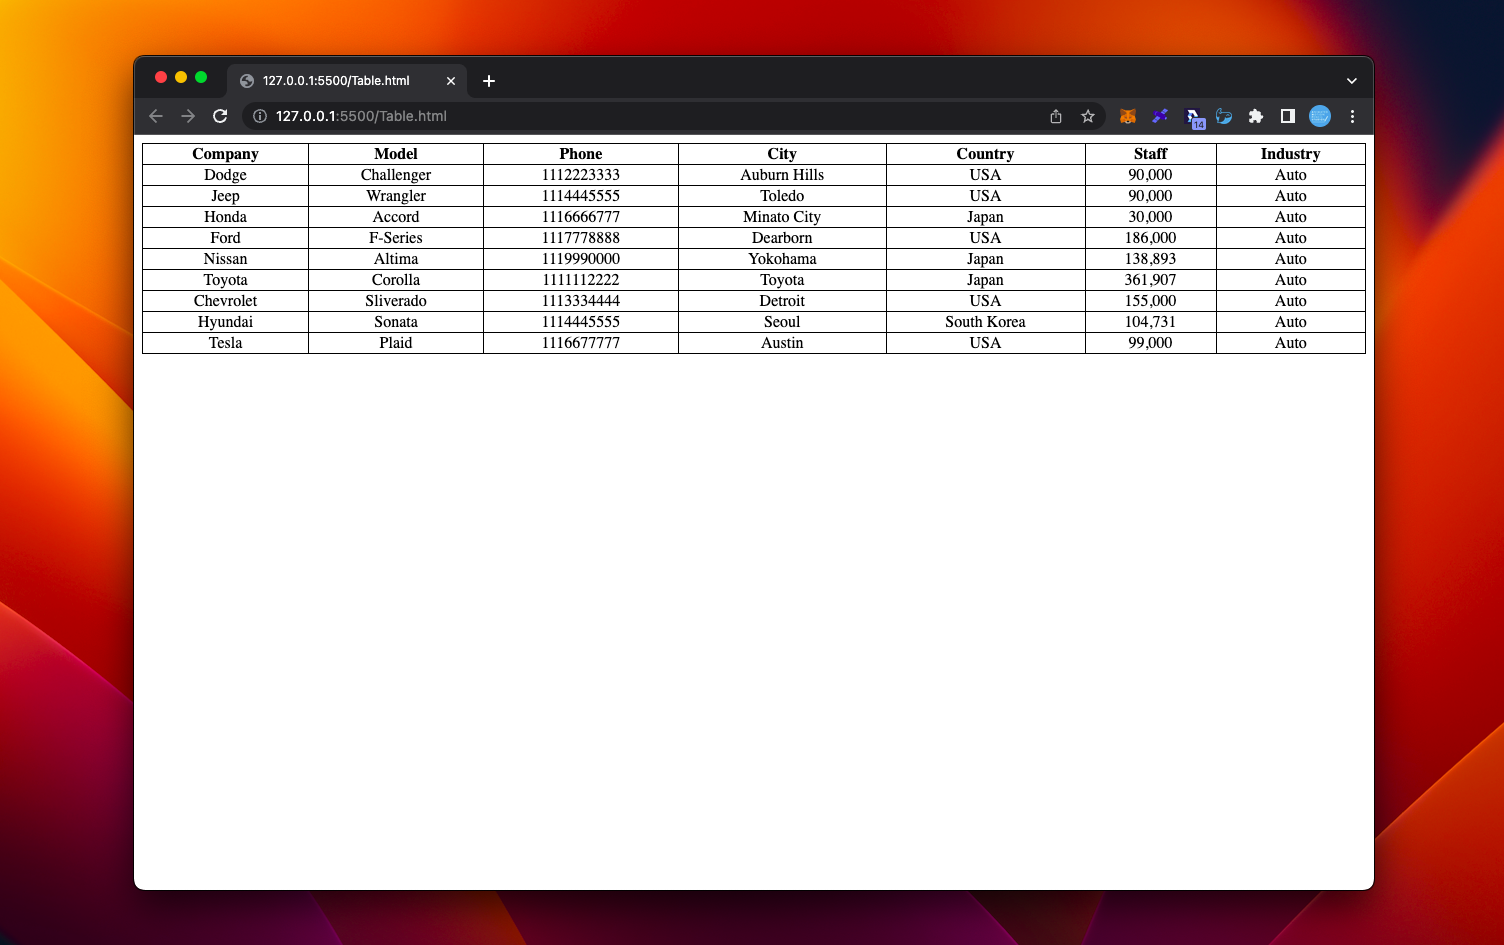 127.0.0.1:5500/Table.html
127.0.0.1:5500/Table.html
14
Company Model Phone City Country Staff Industry
Dodge Challenger 1112223333 Auburn Hills USA 90,000 Auto
Jeep Wrangler 1114445555 Toledo USA 90,000 Auto
Honda Accord 1116666777 Minato City Japan 30,000 Auto
Ford F-Series 1117778888 Dearborn USA 186,000 Auto
Nissan Altima 1119990000 Yokohama Japan 138,893 Auto
Toyota Corolla 1111112222 Toyota Japan 361,907 Auto
Chevrolet Sliverado 1113334444 Detroit USA 155,000 Auto
Hyundai Sonata 1114445555 Seoul South Korea 104,731 Auto
Tesla Plaid 1116677777 Austin USA 99,000 Auto